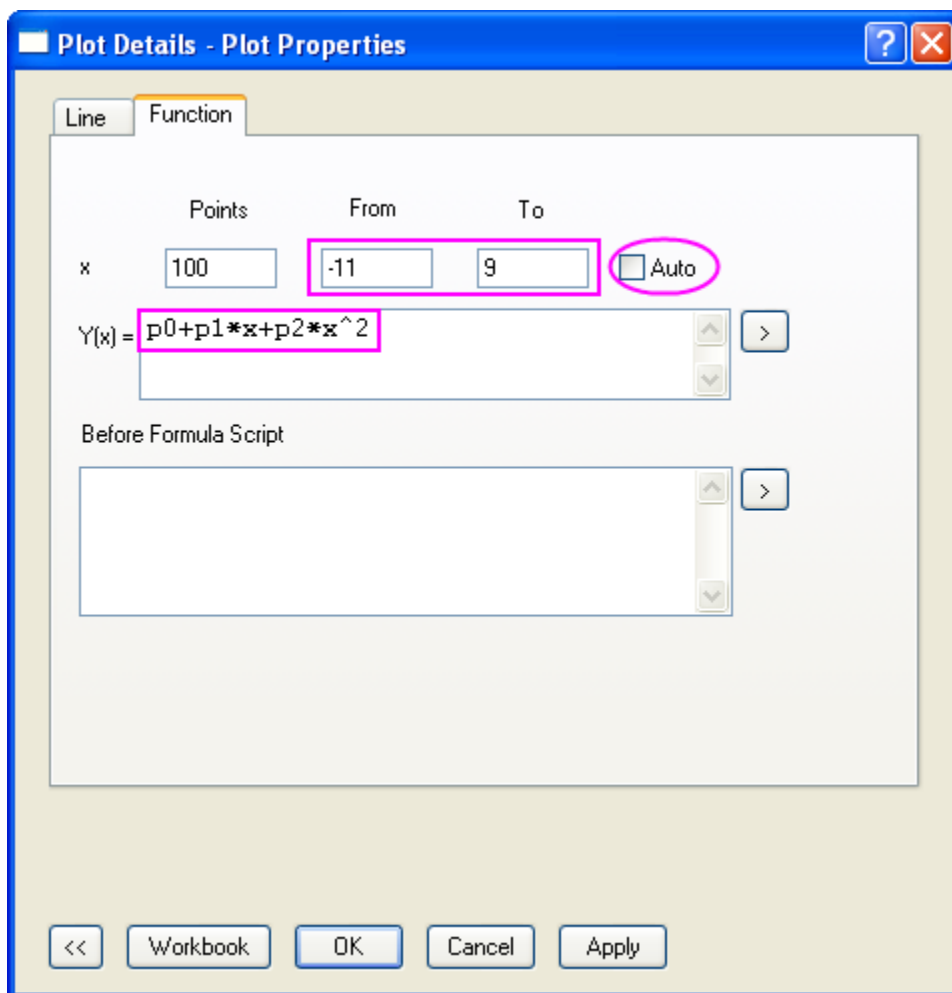 Plot Details - Plot Properties
?
Line Function
Points From To
x 100 -11 9 Auto
Y(x) = p0+p1*x+p2*x^2 >
Before Formula Script
>
<< Workbook OK Cancel Apply